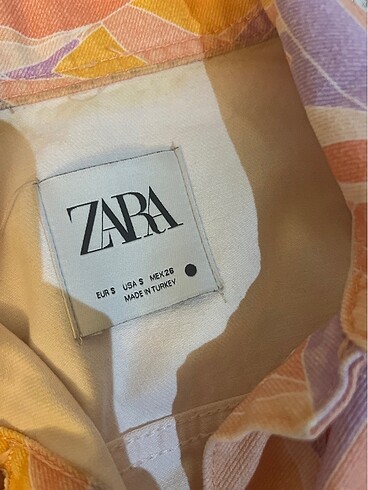 ZARA
EUR S USA S MEX 26
MADE IN TURKEY